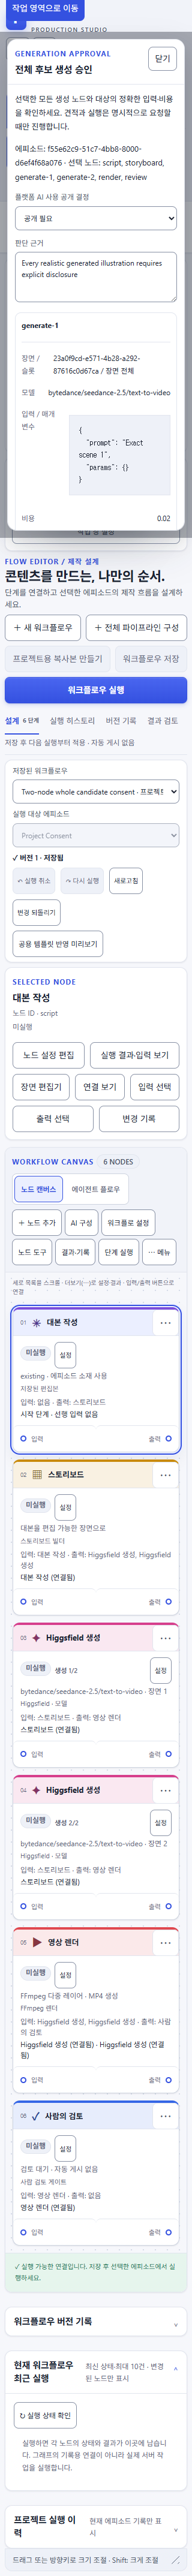 작업 영역으로 이동
PRODUCTION STUDIO
GENERATION APPROVAL
전체 후보 생성 승인
닫기
선택한 모든 생성 노드와 대상의 정확한 입력·비용
을 확인하세요. 견과와 실행은 명시적으로 요청할
때만 진행합니다.
에피소드: f55e62c9-51c7-4bb8-8000-
d6ef4f68a076 · 선택 노드: script, storyboard,
generate-1, generate-2, render, review
플랫폼 AI 사용 공개 결정
공개 필요
판단 근거
Every realistic generated illustration requires
explicit disclosure
generate-1
장면 / 슬롯
23a0f9cd-e571-4b28-a292-
87616c0d67ca / 장면 전체
모델
bytedance/seedance-2.5/text-to-video
입력 / 매개
변수
{
"prompt": "Exact
scene 1",
"params": {}
}
비용
0.02
FLOW EDITOR / 제작 설계
콘텐츠를 만드는, 나만의 순서.
단계를 연결하고 선택한 에피소드의 제작 흐름을 설계하
세요.
＋ 새 워크플로우
＋ 전체 파이프라인 구성
프로젝트용 복사본 만들기
워크플로우 저장
워크플로우 실행
설계 6 단계
실행 히스토리
버전 기록
결과 검토
저장 후 다음 실행부터 적용 · 자동 게시 없음
저장된 워크플로우
Two-node whole candidate consent · 프로젝트
실행 대상 에피소드
Project Consent
✓ 버전 1 · 저장됨
↶ 실행 취소
↷ 다시 실행
새로고침
변경 되돌리기
공용 템플릿 반영 미리보기
SELECTED NODE
대본 작성
노드 ID · script
미실행
노드 설정 편집
실행 결과·입력 보기
장면 편집기
연결 보기
입력 선택
출력 선택
변경 기록
WORKFLOW CANVAS
6 NODES
노드 캔버스
에이전트 플로우
＋ 노드 추가
AI 구성
워크플로 설정
노드 도구
결과·기록
단계 실행
⋯ 메뉴
세로 목록을 스크롤 · 더보기(⋯)로 설정·결과 · 입력/출력 버튼으로
연결
01
대본 작성
⋯
미실행
설정
existing · 에피소드 소재 사용
저장된 편집본
입력: 없음 · 출력: 스토리보드
시작 단계 · 선행 입력 없음
입력
출력
02
스토리보드
⋯
미실행
설정
대본을 편집 가능한 장면으로
스토리보드 빌더
입력: 대본 작성 · 출력: Higgsfield 생성, Higgsfield
생성
대본 작성 (연결됨)
입력
출력
03
Higgsfield 생성
⋯
미실행
생성 1/2
설정
bytedance/seedance-2.5/text-to-video · 장면 1
Higgsfield · 모델
입력: 스토리보드 · 출력: 영상 렌더
스토리보드 (연결됨)
입력
출력
04
Higgsfield 생성
⋯
미실행
생성 2/2
설정
bytedance/seedance-2.5/text-to-video · 장면 2
Higgsfield · 모델
입력: 스토리보드 · 출력: 영상 렌더
스토리보드 (연결됨)
입력
출력
05
영상 렌더
⋯
미실행
설정
FFmpeg 다중 레이어 · MP4 생성
FFmpeg 렌더
입력: Higgsfield 생성, Higgsfield 생성 · 출력: 사람
의 검토
Higgsfield 생성 (연결됨) · Higgsfield 생성 (연결
됨)
입력
출력
06
사람의 검토
⋯
미실행
설정
검토 대기 · 자동 게시 없음
사람 검토 게이트
입력: 영상 렌더 · 출력: 없음
영상 렌더 (연결됨)
입력
출력
✓ 실행 가능한 연결입니다. 저장 후 선택한 에피소드에서 실
행하세요.
워크플로우 버전 기록
현재 워크플로우
최근 실행
최신 상태·최대 10건 · 변경
된 노드만 표시
↻ 실행 상태 확인
실행하면 각 노드의 상태와 결과가 이곳에 남습니
다. 그래프의 기록용 연결이 아니라 실제 서버 작
업을 실행합니다.
프로젝트 실행 이
력
현재 에피소드 기록만 표
시
드래그 또는 방향키로 크기 조절 · Shift: 크게 조절